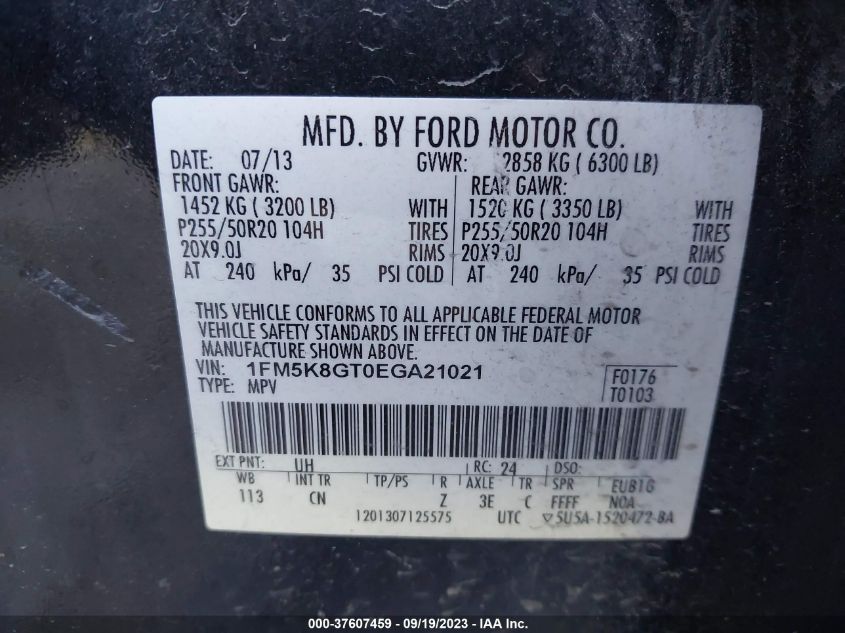 MFD. BY FORD MOTOR CO.
DATE: 07/13 GVWR: 2858 KG ( 6300 LB)
FRONT GAWR: REAR GAWR:
1452 KG ( 3200 LB) WITH 1520 KG ( 3350 LB) WITH
P255/50R20 104H TIRES P255/50R20 104H TIRES
20X9.0J RIMS 20X9.0J RIMS
AT 240 kPa/ 35 PSI COLD AT 240 kPa/ 35 PSI COLD
THIS VEHICLE CONFORMS TO ALL APPLICABLE FEDERAL MOTOR
VEHICLE SAFETY STANDARDS IN EFFECT ON THE DATE OF
MANUFACTURE SHOWN ABOVE.
VIN: 1FM5K8GT0EGA21021
TYPE: MPV
F0176
T0103
EXT PNT: UH RC: 24 DSO:
WB INT TR TP/PS R AXLE TR SPR EUB1G
113 CN Z 3E C FFFF NOA
1201307125575 UTC ▽5U5A-1520472-BA
000-37607459 - 09/19/2023 - © IAA, Inc.